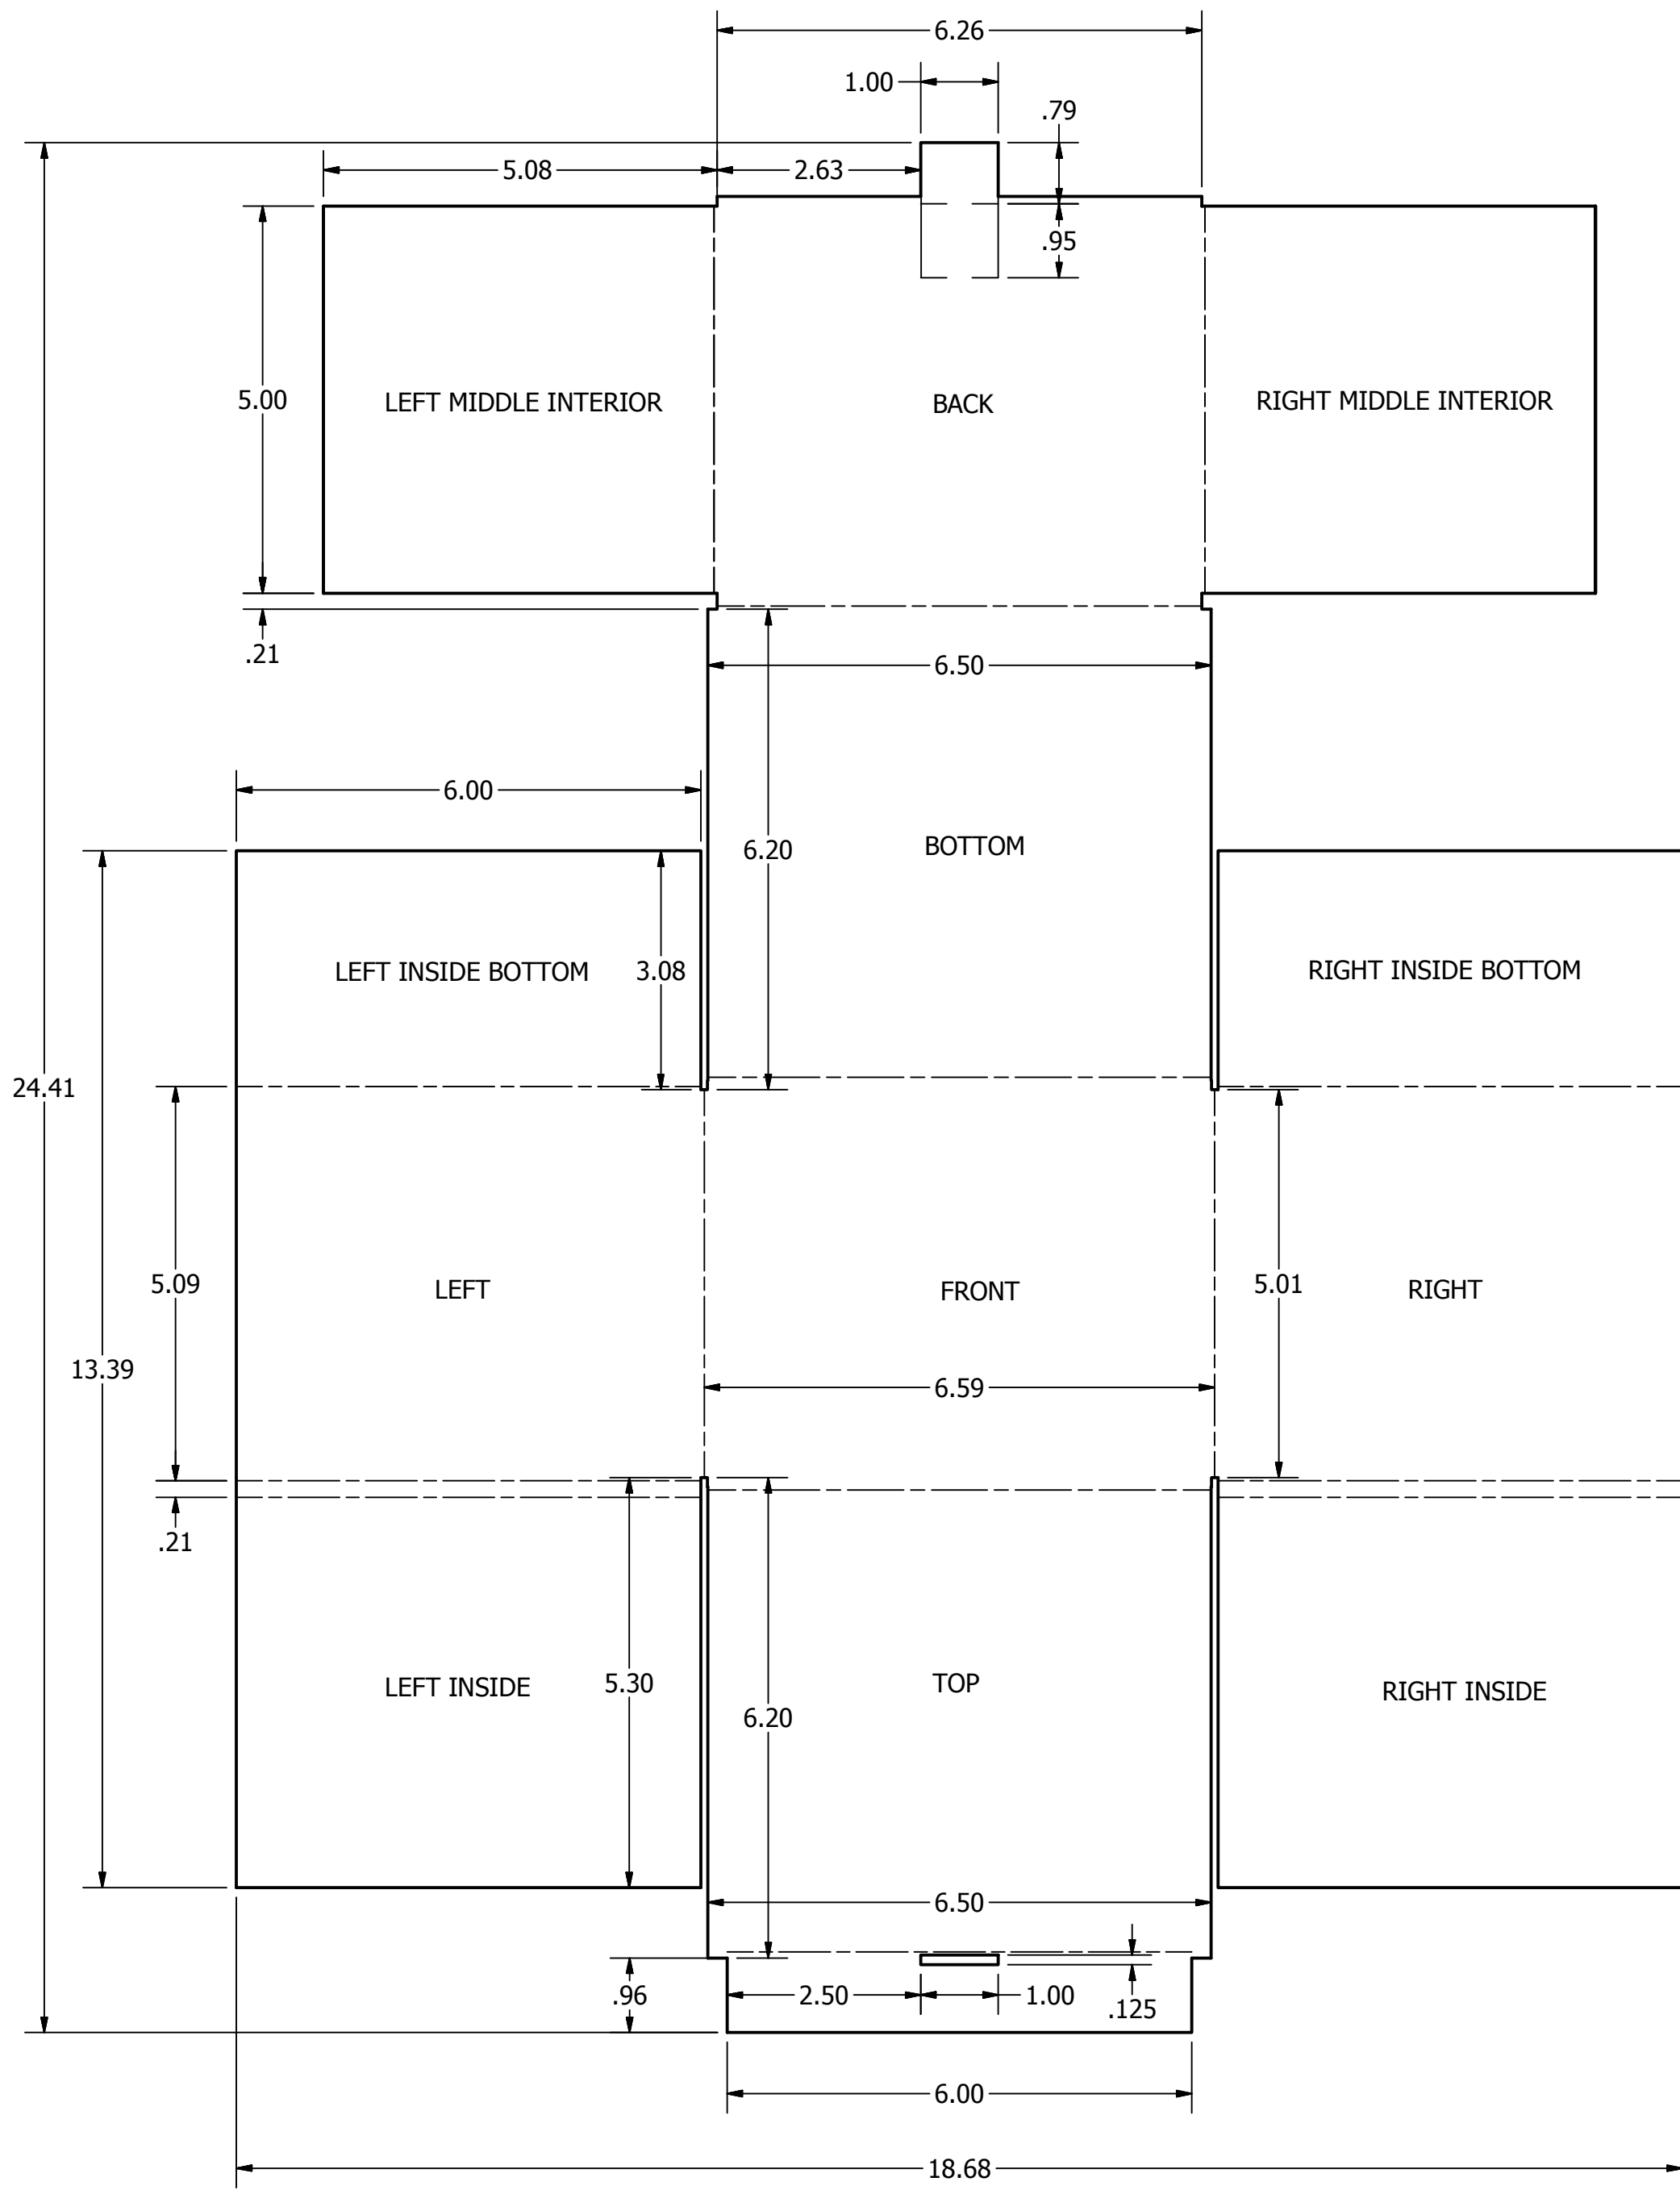 6.26
1.00
.79
5.08
2.63
.95
5.00
LEFT MIDDLE INTERIOR
BACK
RIGHT MIDDLE INTERIOR
.21
6.50
6.00
6.20
BOTTOM
LEFT INSIDE BOTTOM
3.08
RIGHT INSIDE BOTTOM
24.41
5.09
LEFT
FRONT
5.01
RIGHT
13.39
6.59
.21
LEFT INSIDE
5.30
TOP
RIGHT INSIDE
6.20
6.50
.96
2.50
1.00
.125
6.00
18.68